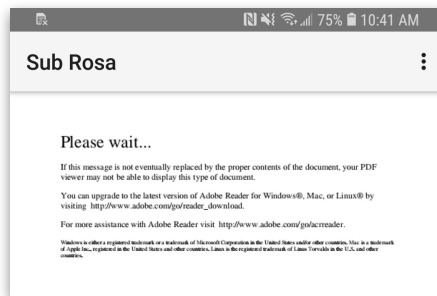 75% 10:41 AM
Sub Rosa
Please wait...
If this message is not eventually replaced by the proper contents of the document, your PDF
viewer may not be able to display this type of document.
You can upgrade to the latest version of Adobe Reader for Windows®, Mac, or Linux® by
visiting http://www.adobe.com/go/reader_download.
For more assistance with Adobe Reader visit http://www.adobe.com/go/acrreader.
Windows is either a registered trademark or a trademark of Microsoft Corporation in the United States and/or other countries. Mac is a trademark
of Apple Inc., registered in the United States and other countries. Linux is the registered trademark of Linus Torvalds in the U.S. and other
countries.